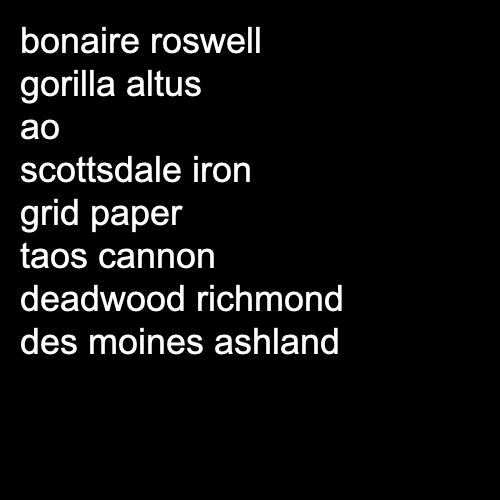 bonaire roswell
gorilla altus
ao
scottsdale iron
grid paper
taos cannon
deadwood richmond
des moines ashland